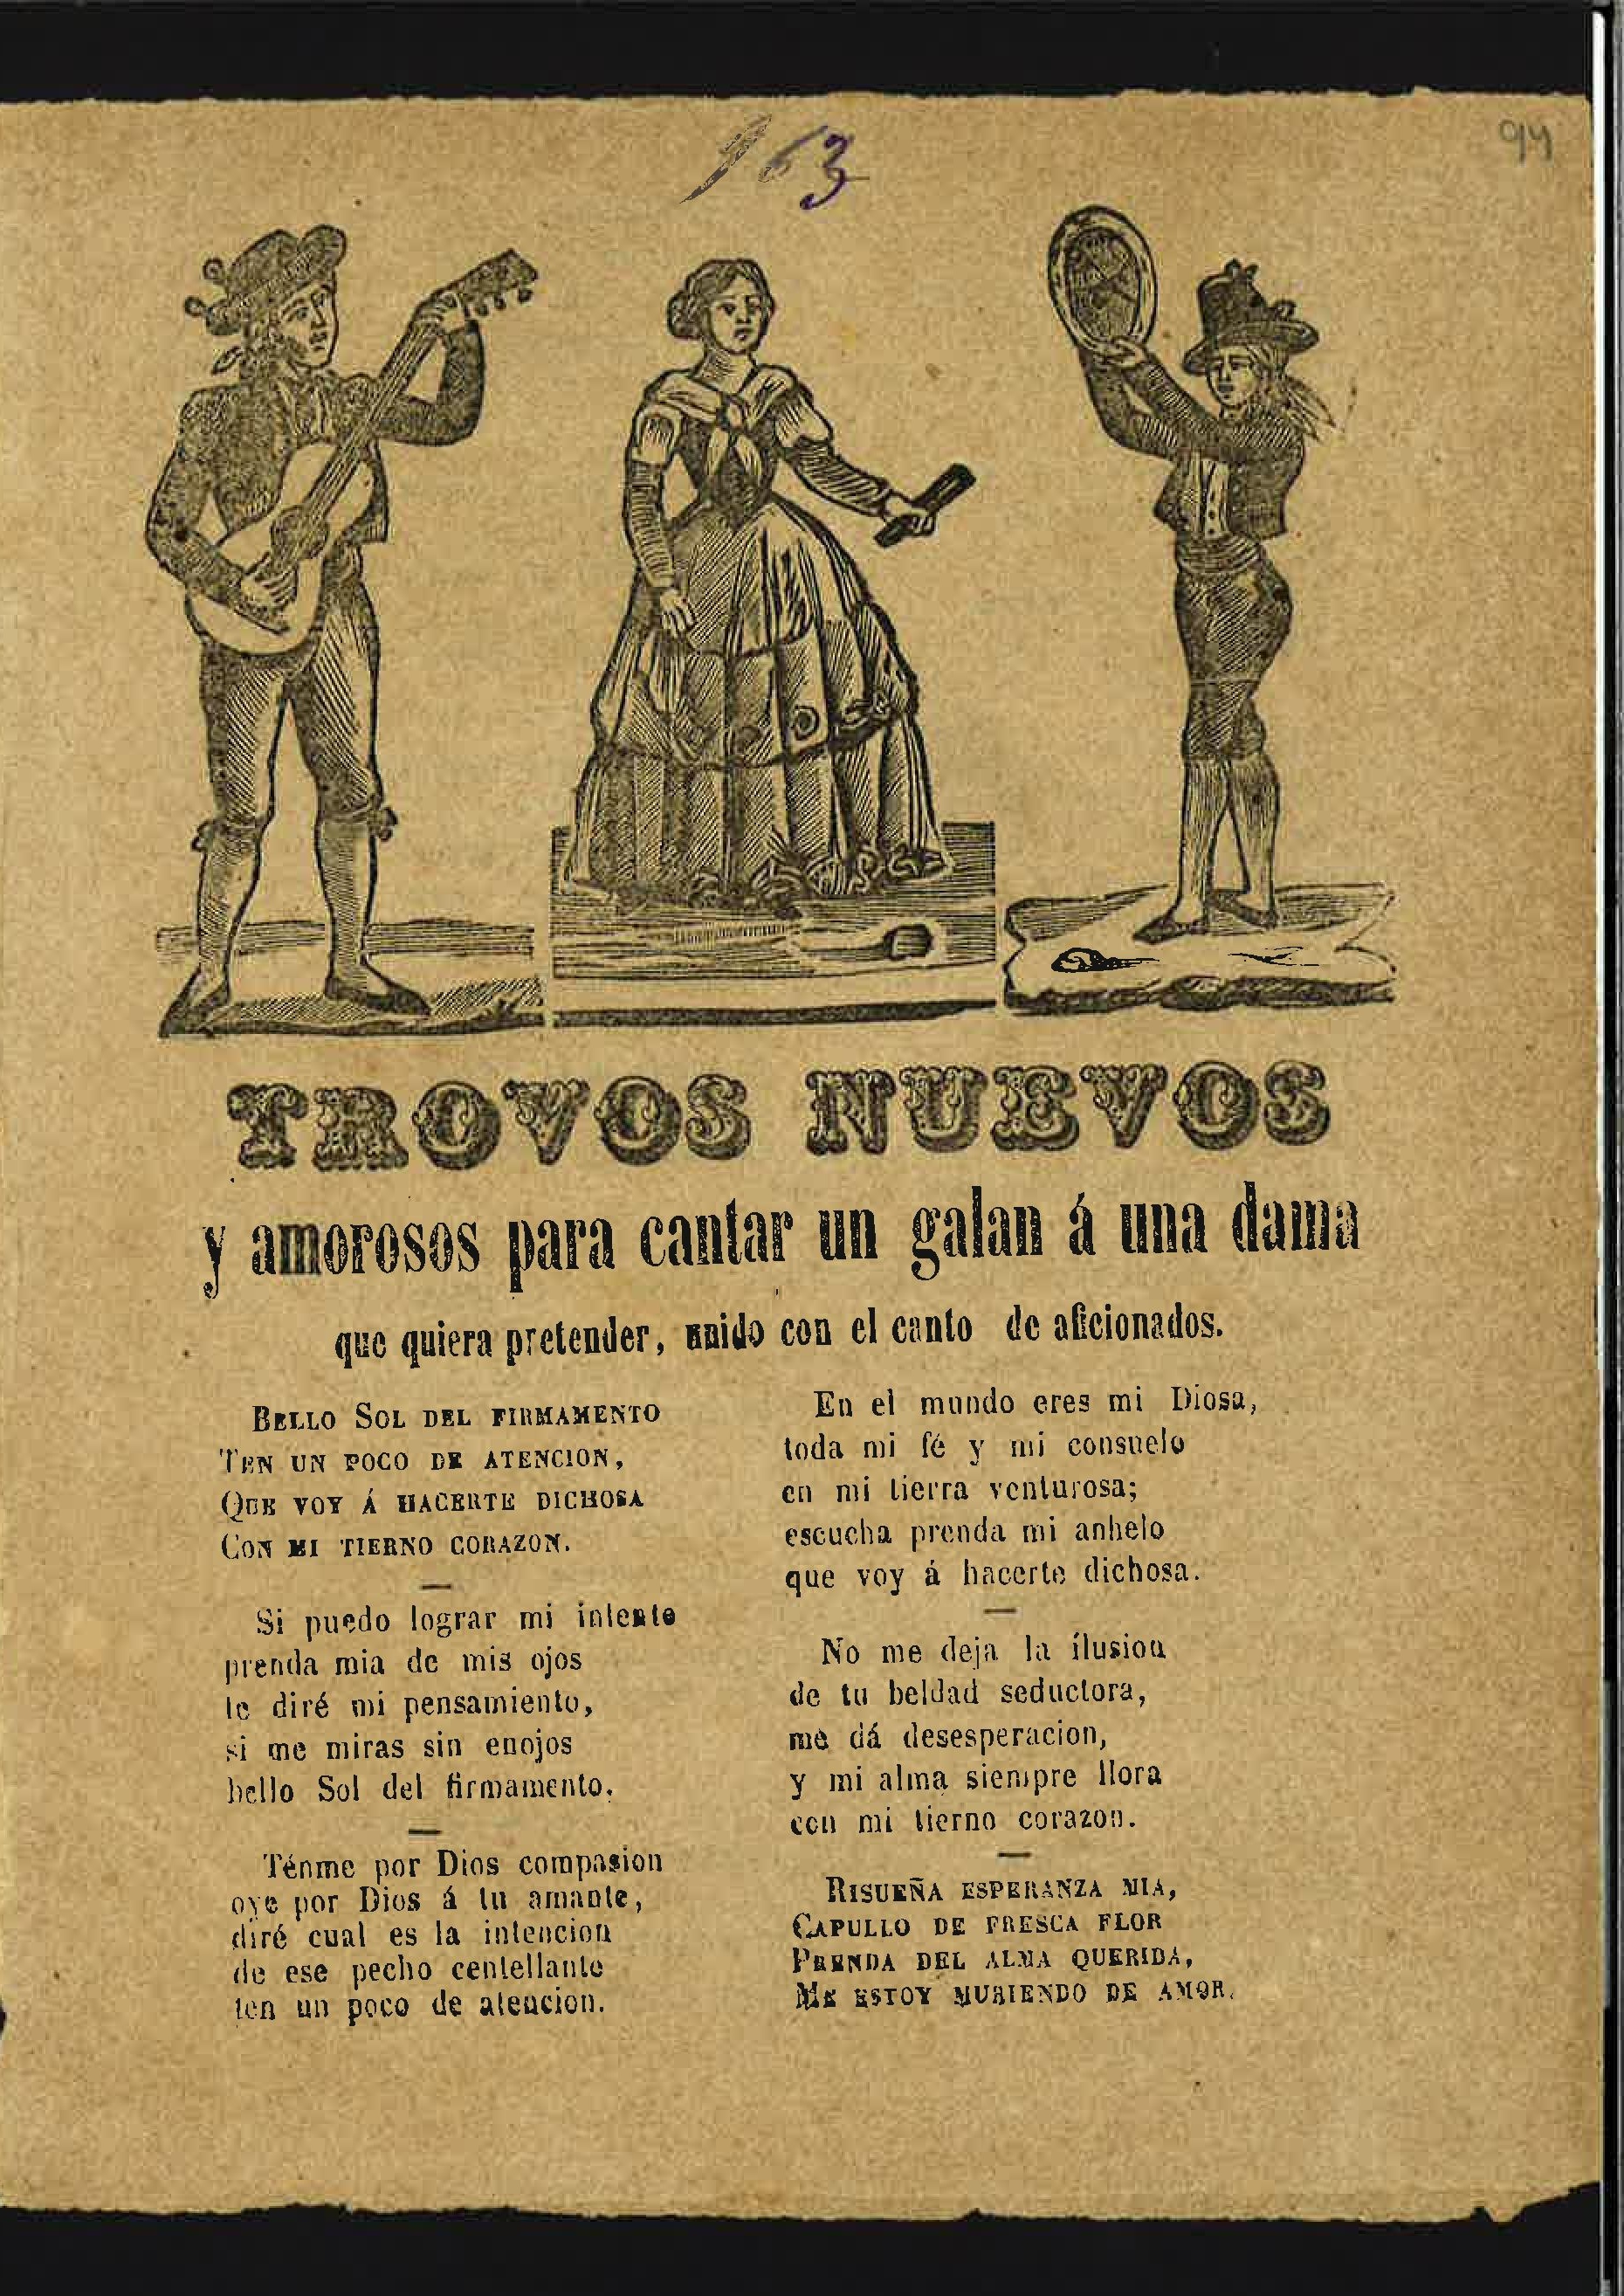 163
94
TROVOS NUEVOS
y amorosos para cantar un galan á una dama
que quiera pretender, unido con el canto de aficionados.
BELLO SOL DEL FIRMAMENTO
TEN UN POCO DE ATENCION,
QUE VOY Á HACERTE DICHOSA
CON MI TIERNO CORAZON.
Si puedo lograr mi intento
prenda mia de mis ojos
te diré mi pensamiento,
si me miras sin enojos
bello Sol del firmamento.
Ténme por Dios compasion
oye por Dios á tu amante,
diré cual es la intencion
de ese pecho centellante
ten un poco de atencion.
En el mundo eres mi Diosa,
toda mi fé y mi consuelo
en mi tierra venturosa;
escucha prenda mi anhelo
que voy á hacerte dichosa.
No me deja la ilusion
de tu beldad seductora,
me dá desesperacion,
y mi alma siempre llora
con mi tierno corazon.
RISUEÑA ESPERANZA MIA,
CAPULLO DE FRESCA FLOR
PRENDA DEL ALMA QUERIDA,
ME ESTOY MURIENDO DE AMOR.